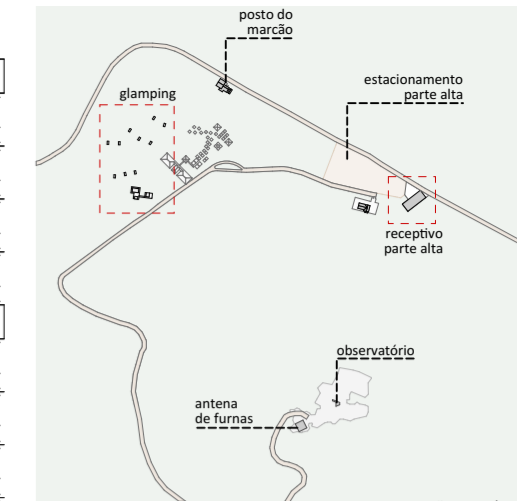 posto do
marcão
estacionamento
parte alta
glamping
receptivo
parte alta
observatório
antena
de furnas